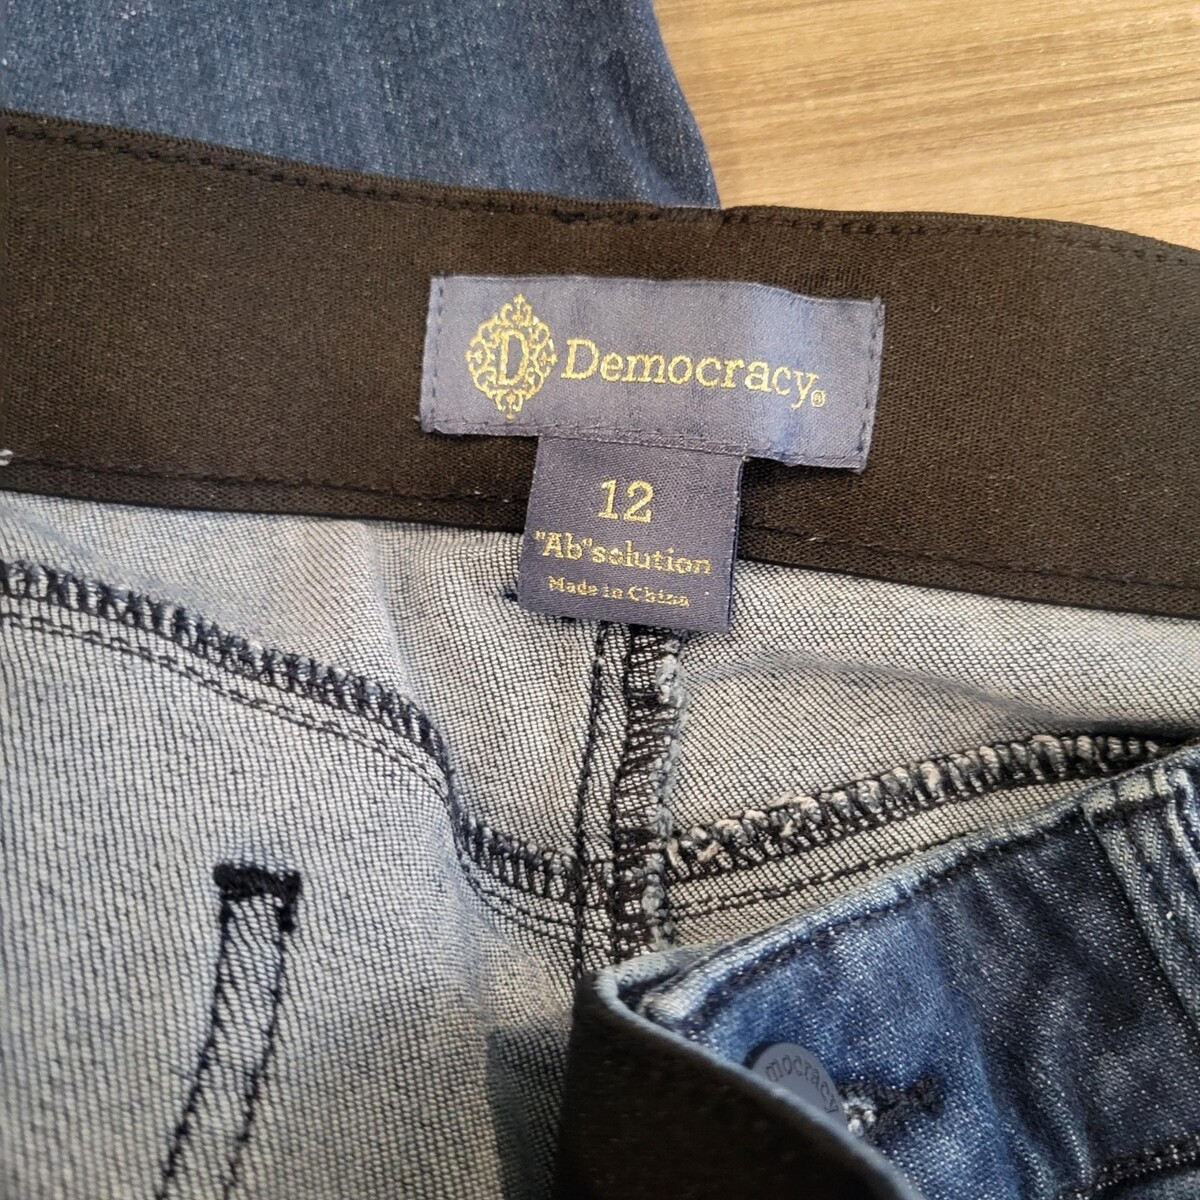 D Democracy®
12
"Ab"solution
Made in China
mocracy